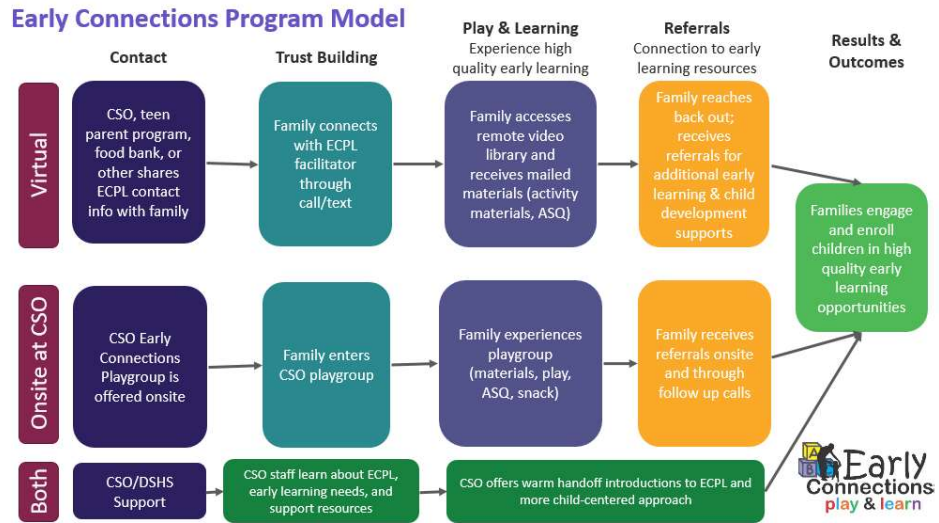 Early Connections Program Model
Contact
Trust Building
Play & Learning
Experience high
quality early learning
Referrals
Connection to early
learning resources
Results &
Outcomes
Virtual
CSO, teen
parent program,
food bank, or
other shares
ECPL contact
info with family
Family connects
with ECPL
facilitator
through
call/text
Family accesses
remote video
library and
receives mailed
materials (activity
materials, ASQ)
Family reaches
back out;
receives
referrals for
additional early
learning & child
development
supports
Families engage
and enroll
children in high
quality early
learning
opportunities
Onsite at CSO
CSO Early
Connections
Playgroup is
offered onsite
Family enters
CSO playgroup
Family experiences
playgroup
(materials, play,
ASQ, snack)
Family receives
referrals onsite
and through
follow up calls
Both
CSO/DSHS
Support
CSO staff learn about ECPL,
early learning needs, and
support resources
CSO offers warm handoff introductions to ECPL and
more child-centered approach
A
B
Early
Connections
play & learn